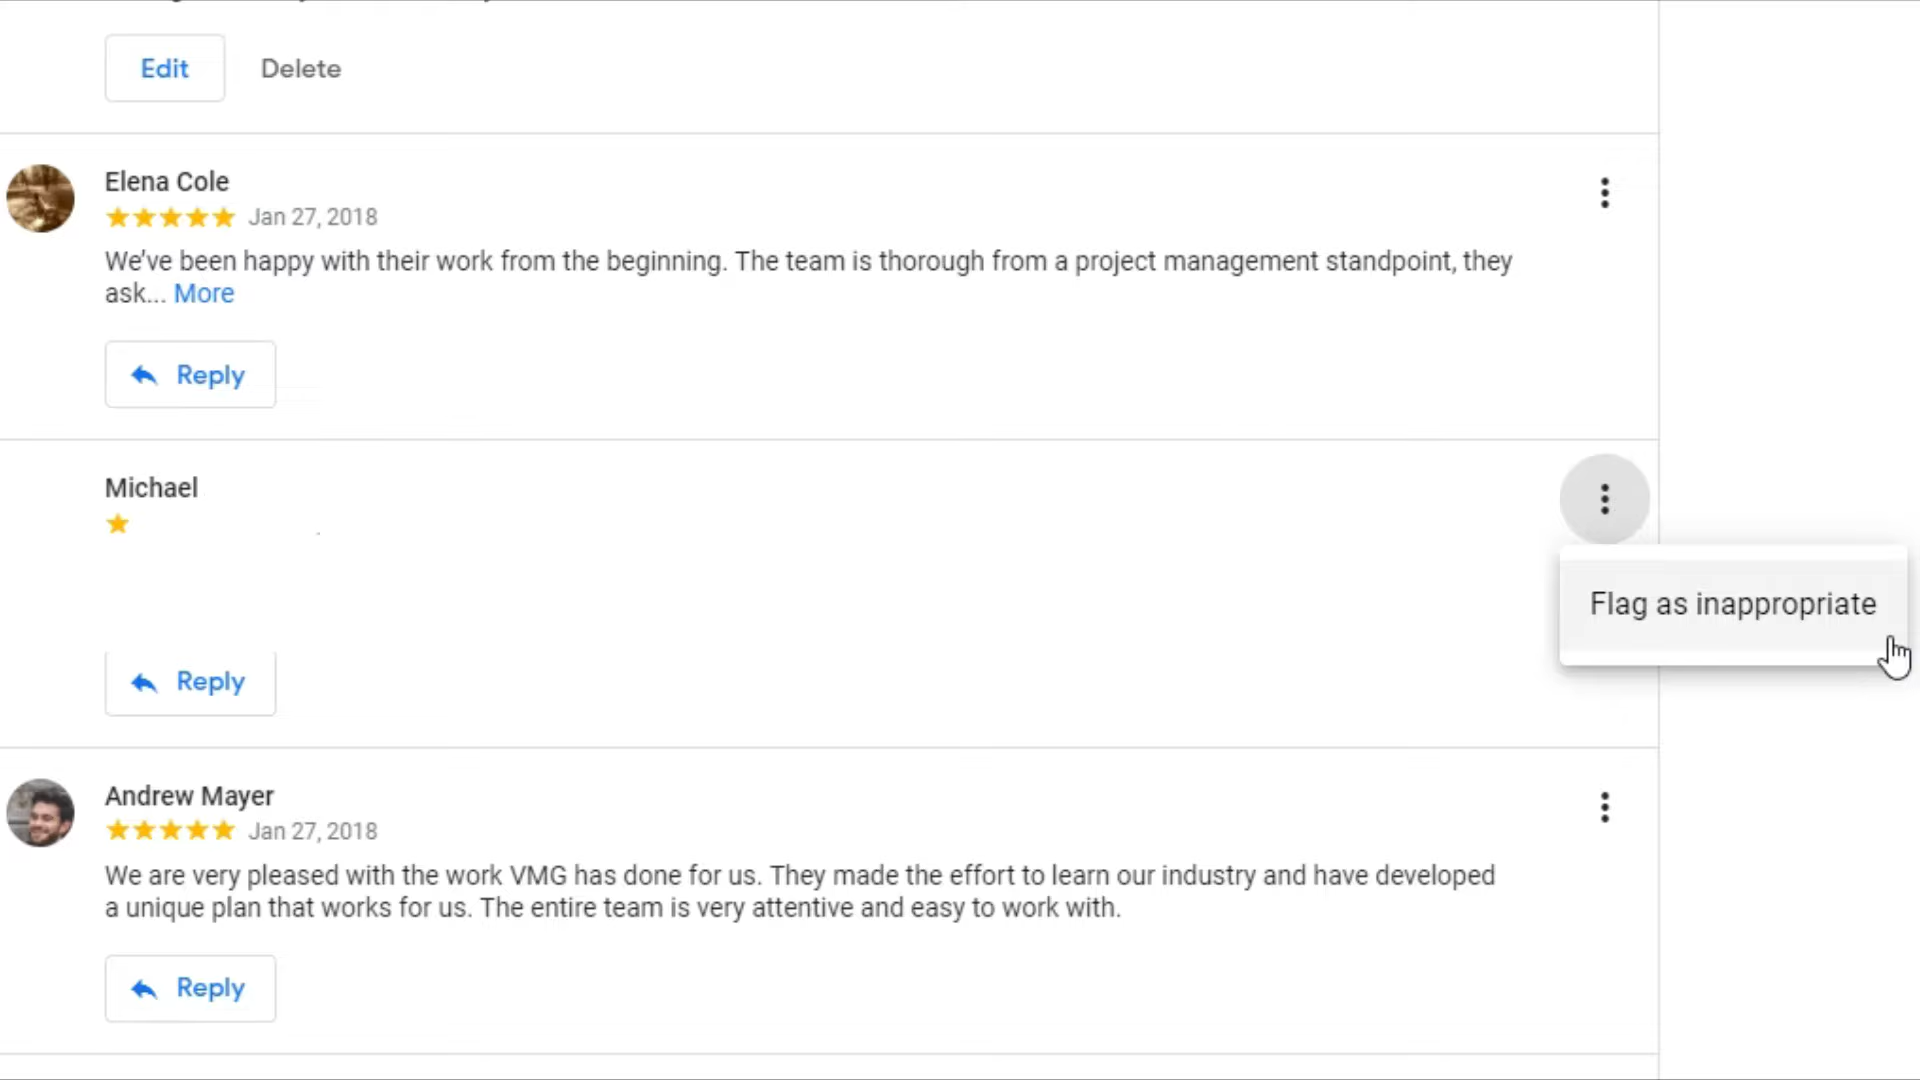 Edit Delete
Elena Cole
Jan 27, 2018
We've been happy with their work from the beginning. The team is thorough from a project management standpoint, they
ask... More
Reply
Michael
Flag as inappropriate
Reply
Andrew Mayer
Jan 27, 2018
We are very pleased with the work VMG has done for us. They made the effort to learn our industry and have developed
a unique plan that works for us. The entire team is very attentive and easy to work with.
Reply